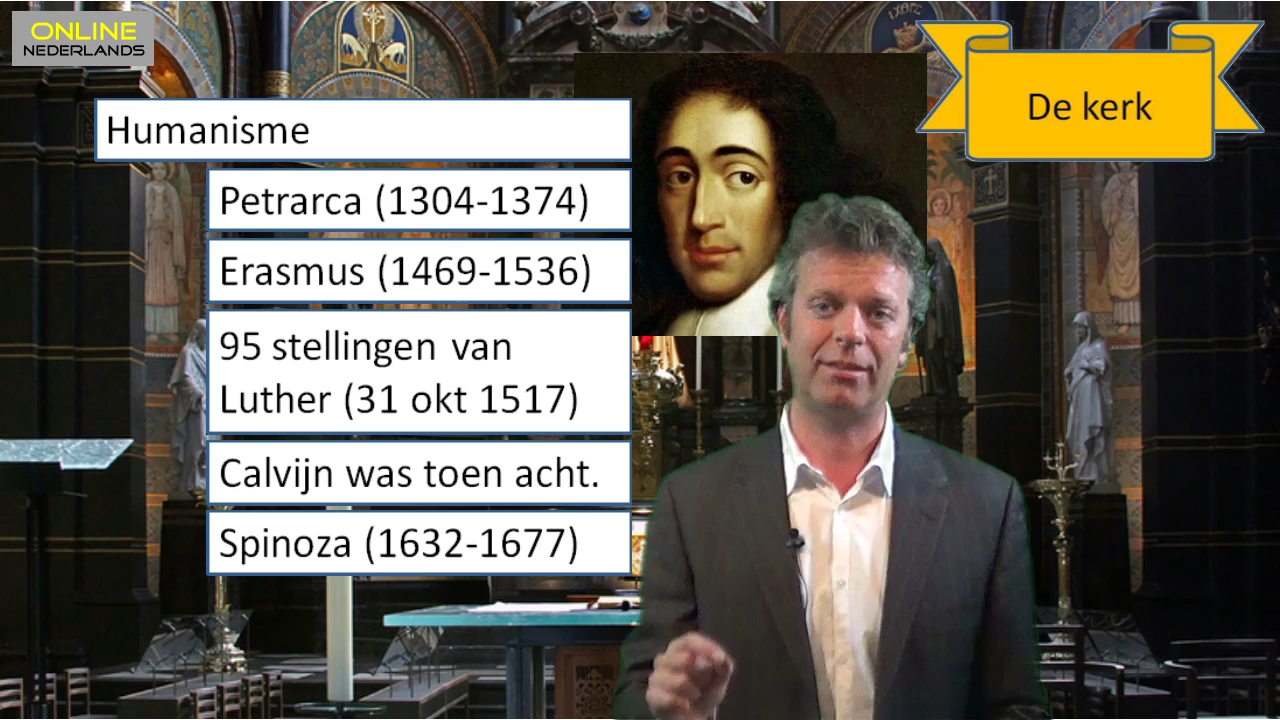 ONLINE
NEDERLANDS
De kerk
Humanisme
Petrarca (1304-1374)
Erasmus (1469-1536)
95 stellingen van
Luther (31 okt 1517)
Calvijn was toen acht.
Spinoza (1632-1677)